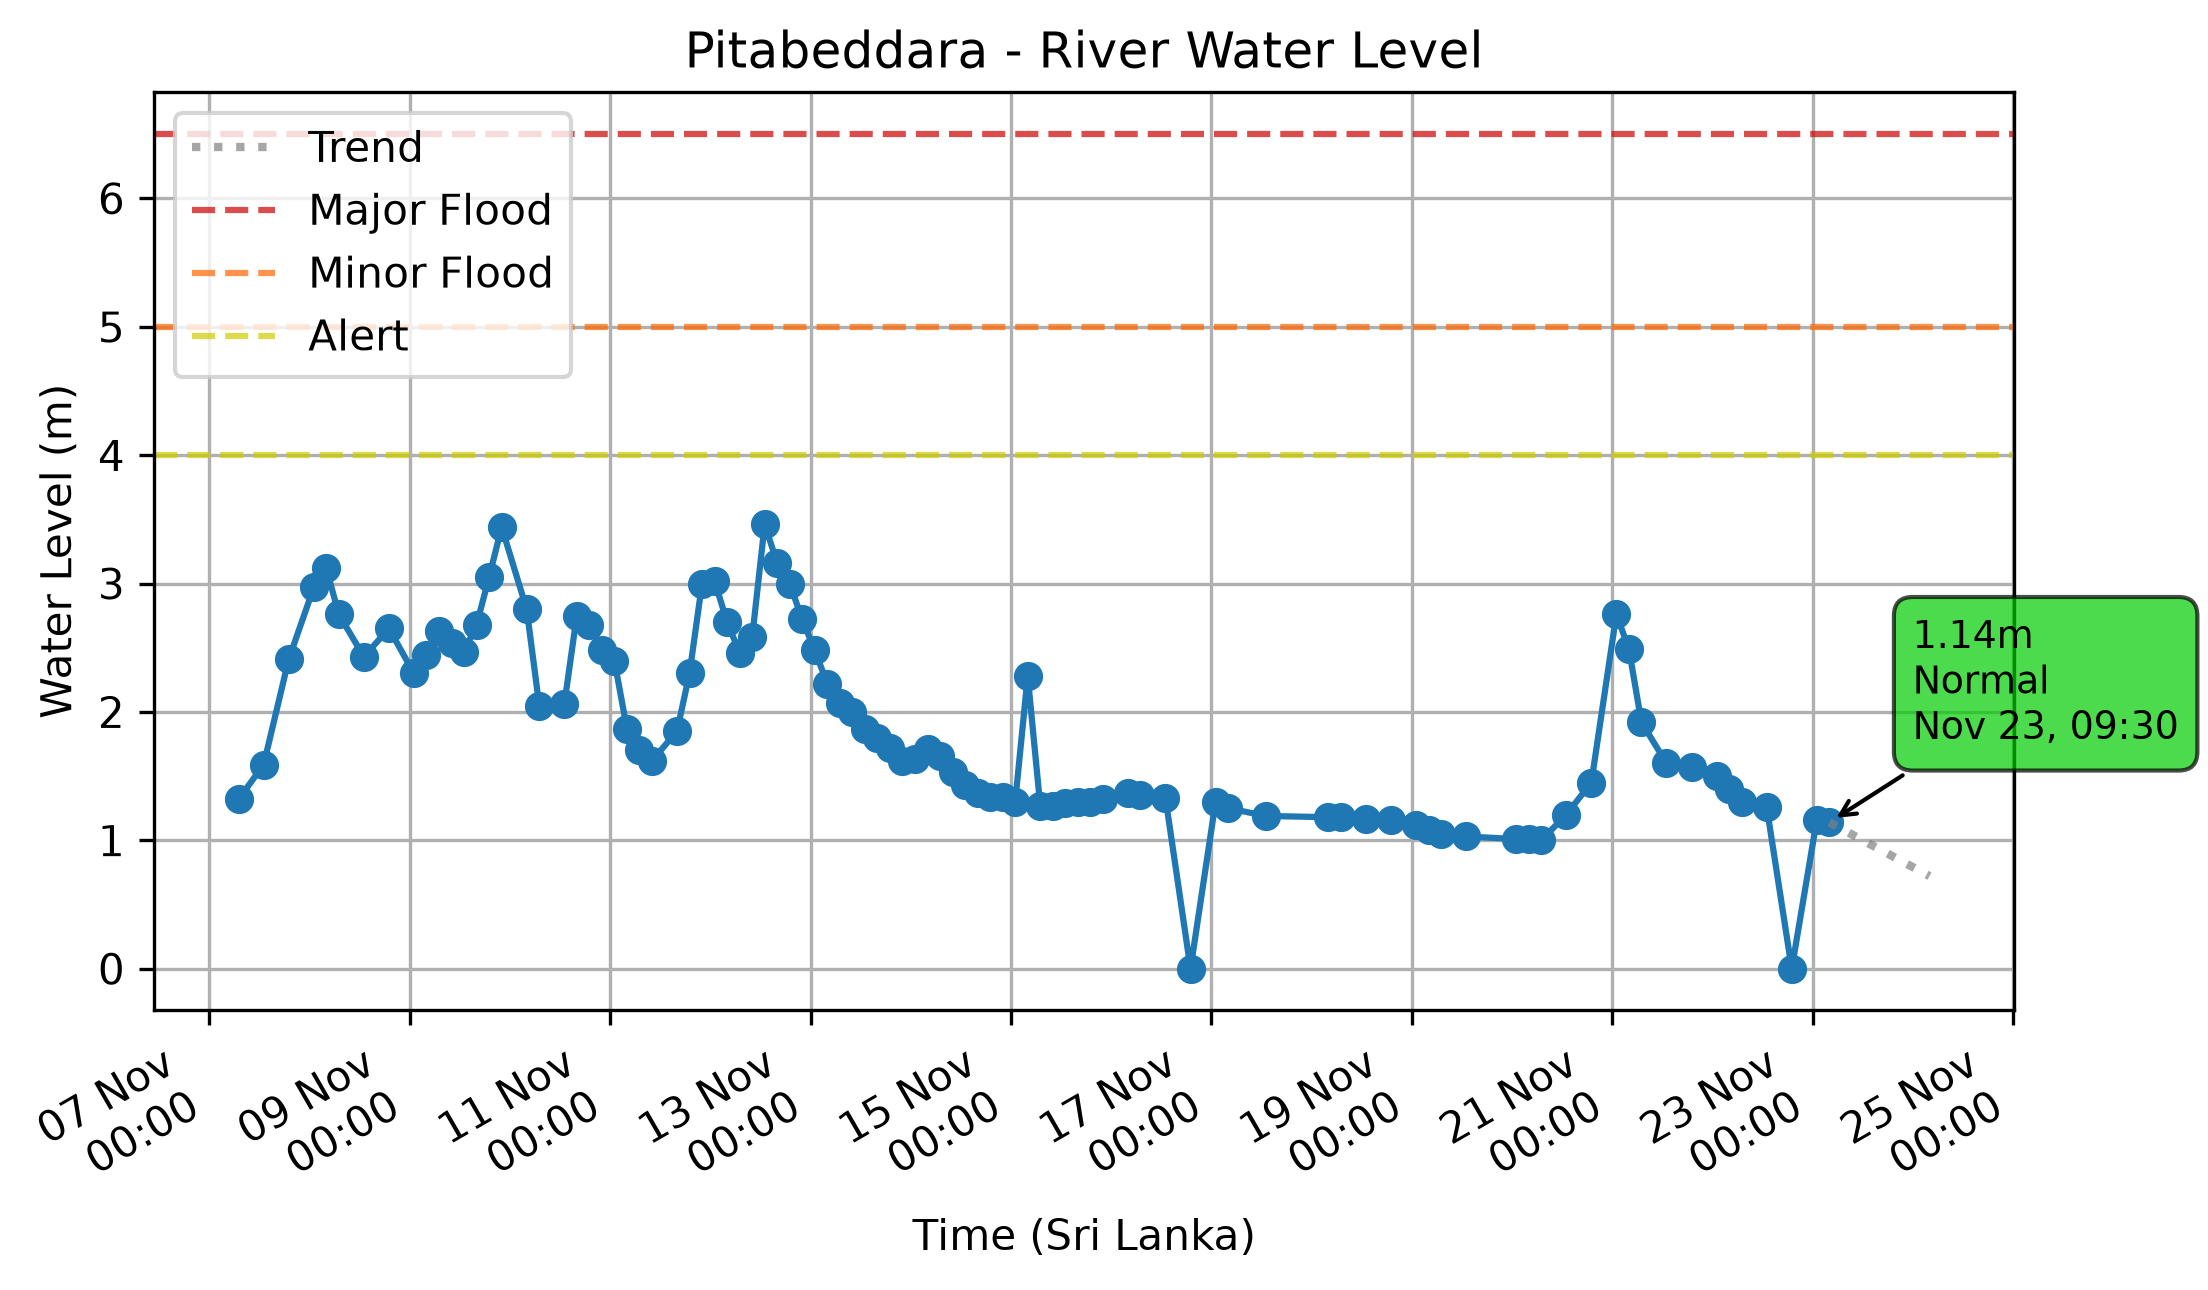 Pitabeddara - River Water Level
Trend
Major Flood
Minor Flood
Alert
Water Level (m)
6
5
4
3
2
1
0
1.14m
Normal
Nov 23, 09:30
07 Nov
00:00
09 Nov
00:00
11 Nov
00:00
13 Nov
00:00
15 Nov
00:00
17 Nov
00:00
19 Nov
00:00
21 Nov
00:00
23 Nov
00:00
25 Nov
00:00
Time (Sri Lanka)